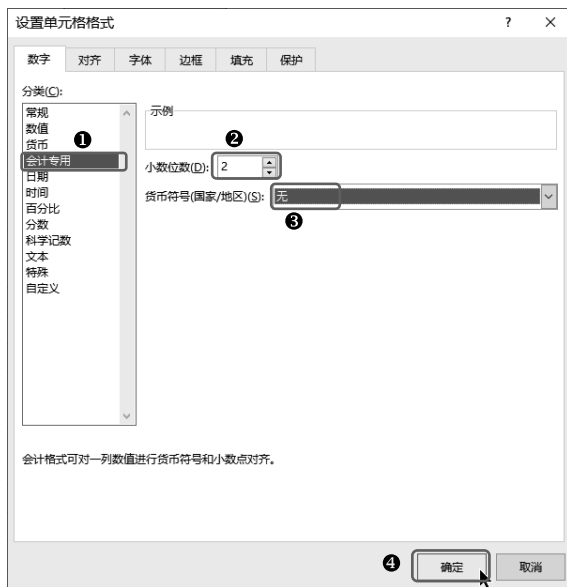 设置单元格格式 ? ×
数字 对齐 字体 边框 填充 保护
分类(C):
常规
数值
货币
会计专用
日期
时间
百分比
分数
科学记数
文本
特殊
自定义
❶
示例
❷
小数位数(D): 2
货币符号(国家/地区)(S): 无
❸
会计格式可对一列数值进行货币符号和小数点对齐。
❹ 确定 取消